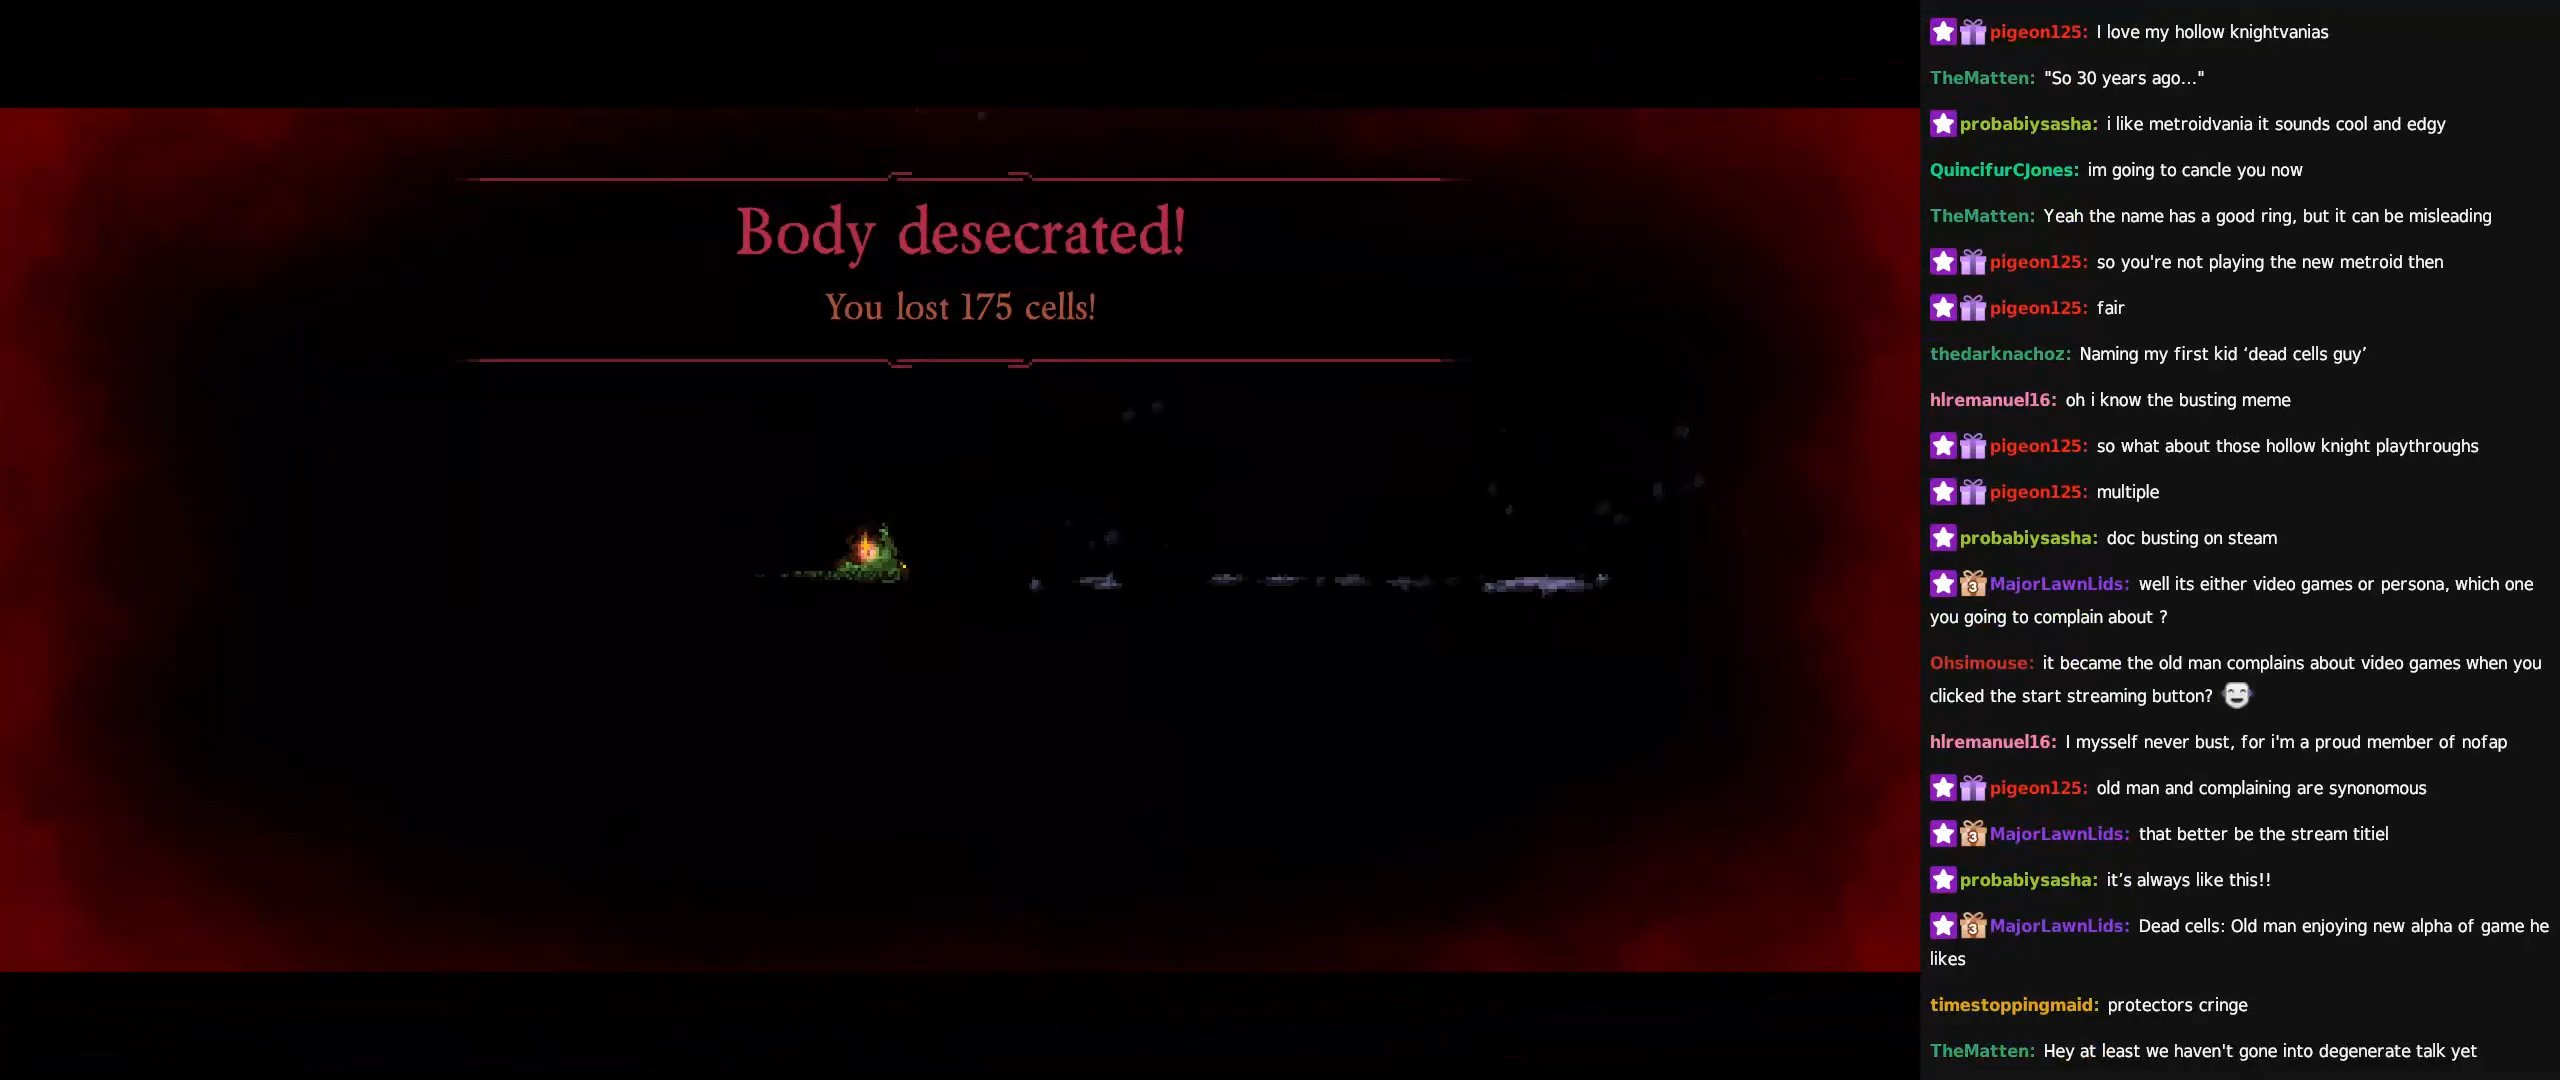 Body desecrated!
You lost 175 cells!
pigeon125: I love my hollow knightvanias
TheMatten: "So 30 years ago..."
probabiysasha: i like metroidvania it sounds cool and edgy
QuincifurCJones: im going to cancle you now
TheMatten: Yeah the name has a good ring, but it can be misleading
pigeon125: so you're not playing the new metroid then
pigeon125: fair
thedarknachoz: Naming my first kid ‘dead cells guy’
hlremanuel16: oh i know the busting meme
pigeon125: so what about those hollow knight playthroughs
pigeon125: multiple
probabiysasha: doc busting on steam
3 MajorLawnLids: well its either video games or persona, which one
you going to complain about ?
Ohsimouse: it became the old man complains about video games when you
clicked the start streaming button?
hlremanuel16: I mysself never bust, for i'm a proud member of nofap
pigeon125: old man and complaining are synonomous
3 MajorLawnLids: that better be the stream titiel
probabiysasha: it’s always like this!!
3 MajorLawnLids: Dead cells: Old man enjoying new alpha of game he
likes
timestoppingmaid: protectors cringe
TheMatten: Hey at least we haven't gone into degenerate talk yet